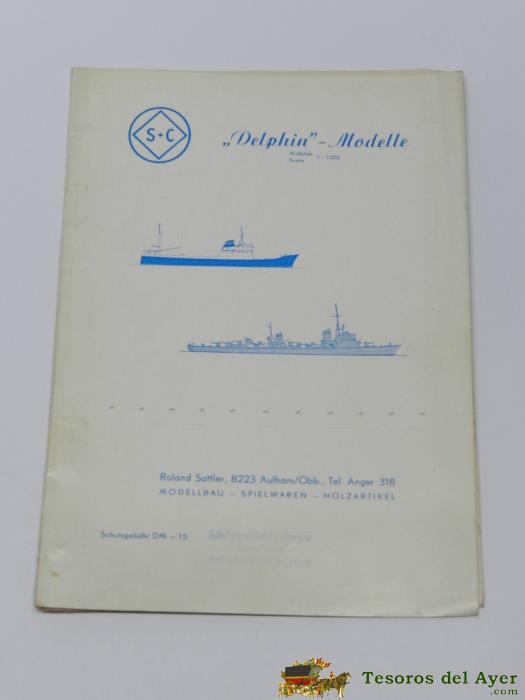 S+C
„Delphin"-Modelle
Maßstab 1 : 1250
Scale
Roland Sattler, 8223 Aufham/Obb., Tel. Anger 318
MODELLBAU – SPIELWAREN – HOLZARTIKEL
Schutzgebühr DM –.15
Tesoros del Ayer
.com